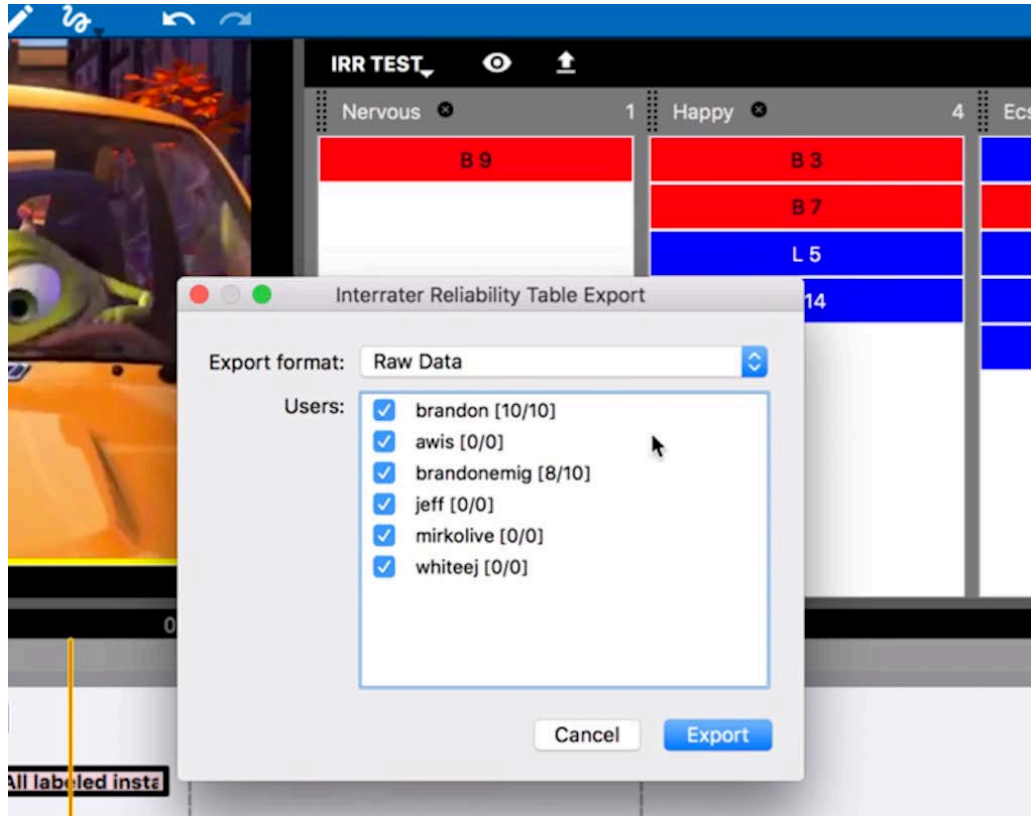 IRR TEST
Nervous 1 Happy 4 Ecs
B 9 B 3
B 7
L 5
14
Interrater Reliability Table Export
Export format: Raw Data
Users:
brandon [10/10]
awis [0/0]
brandonemig [8/10]
jeff [0/0]
mirkolive [0/0]
whiteej [0/0]
0
Cancel Export
All labeled insta